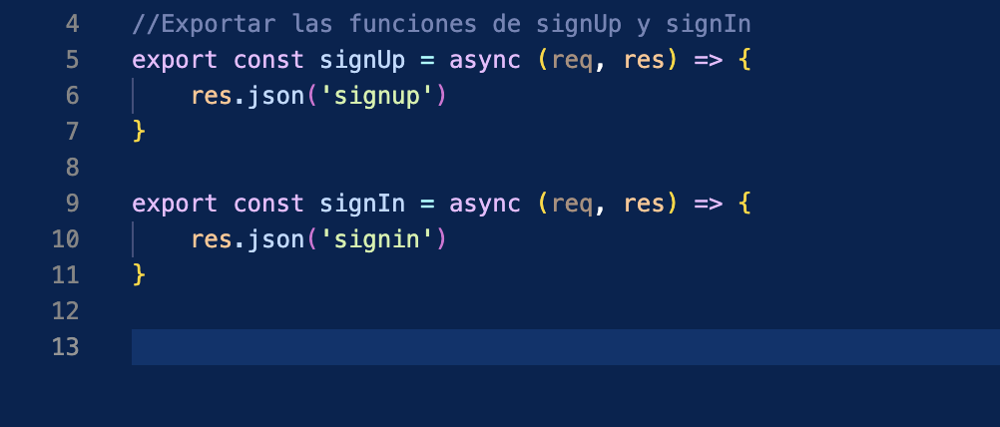 4 //Exportar las funciones de signUp y signIn
5 export const signUp = async (req, res) => {
6     res.json('signup')
7 }
8
9 export const signIn = async (req, res) => {
10     res.json('signin')
11 }
12
13